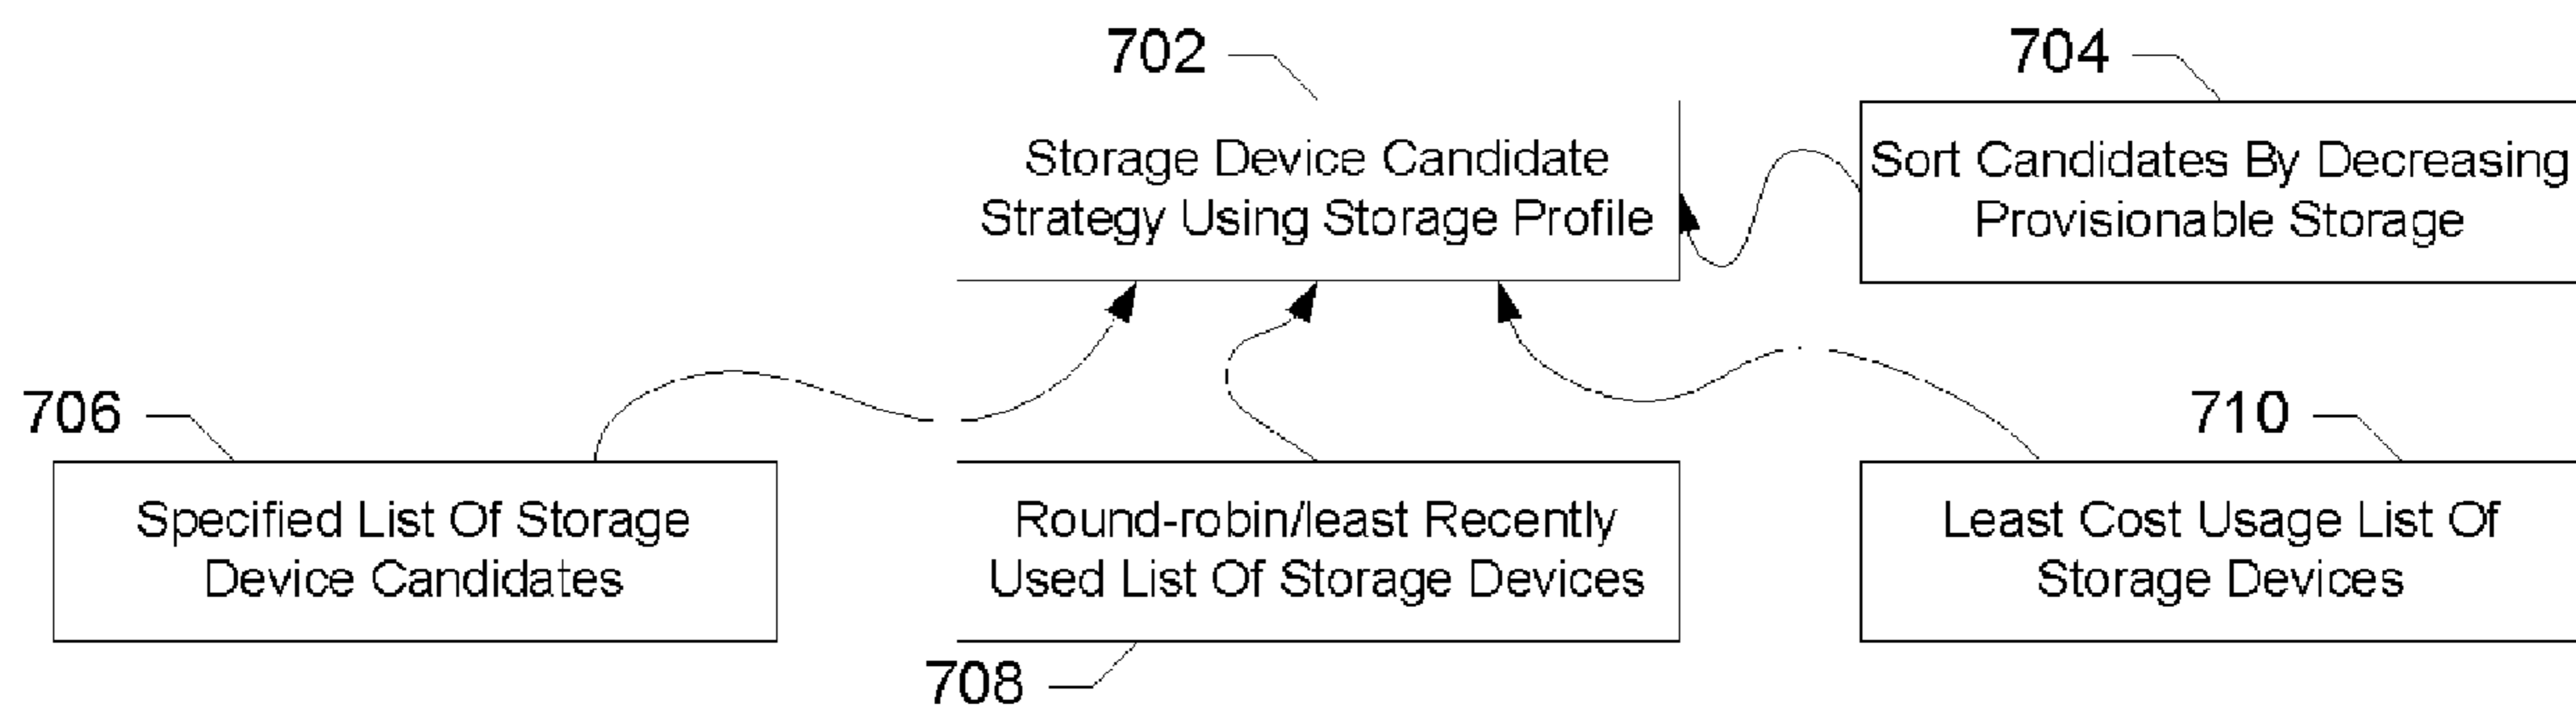 702
704
Storage Device Candidate
Strategy Using Storage Profile
Sort Candidates By Decreasing
Provisionable Storage
706
710
Specified List Of Storage
Device Candidates
Round-robin/least Recently
Used List Of Storage Devices
Least Cost Usage List Of
Storage Devices
708